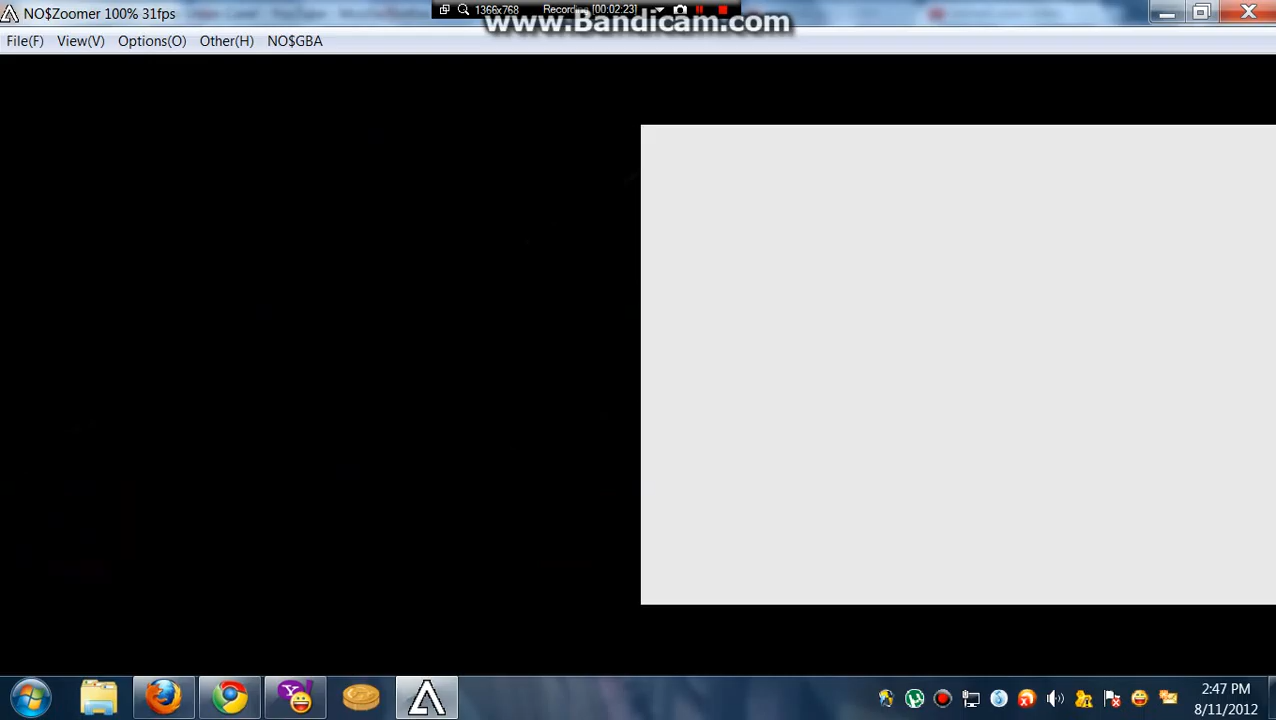 NO$Zoomer 100% 31fps
1366x768 Recording [00:02:23]
www.Bandicam.com
File(F) View(V) Options(O) Other(H) NO$GBA
2:47 PM
8/11/2012